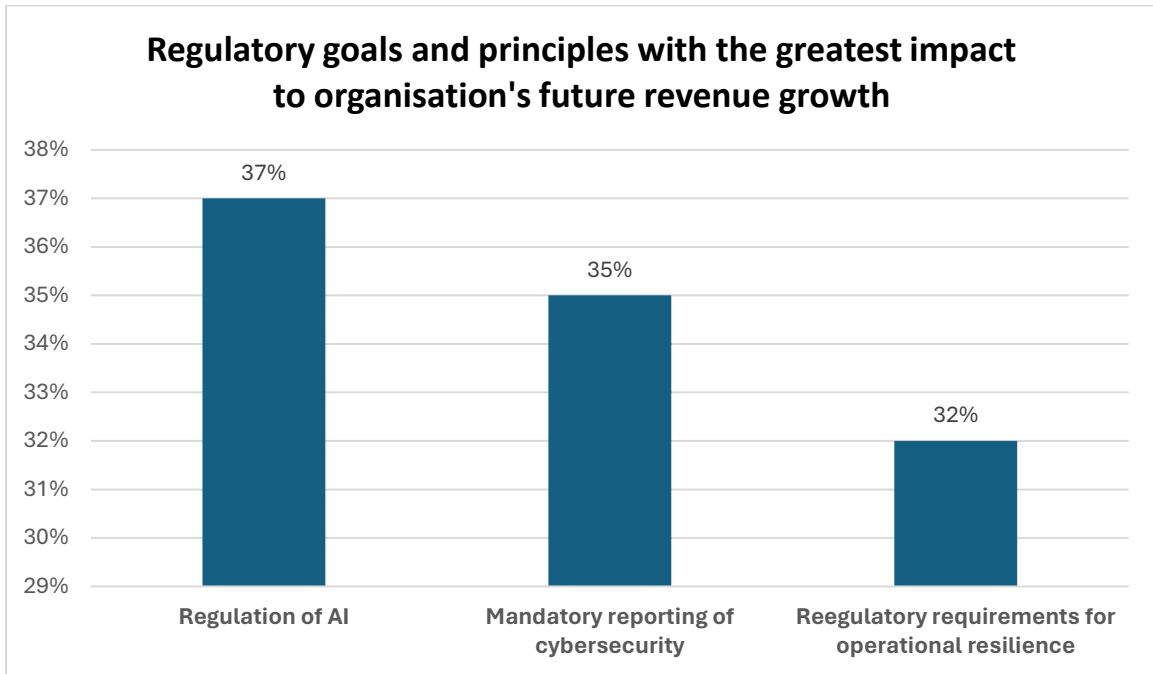 Regulatory goals and principles with the greatest impact
to organisation's future revenue growth
38%
37%
36%
35%
34%
33%
32%
31%
30%
29%
37%
35%
32%
Regulation of AI
Mandatory reporting of
cybersecurity
Reegulatory requirements for
operational resilience